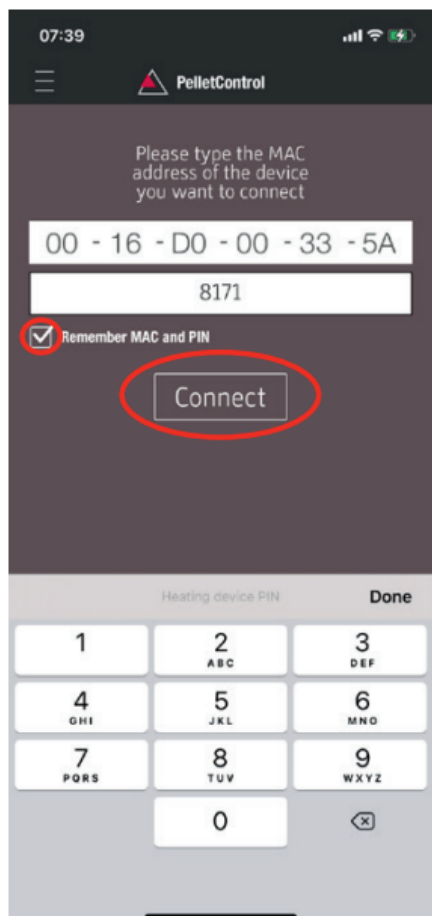 07:39
PelletControl
Please type the MAC
address of the device
you want to connect
00 - 16 - D0 - 00 - 33 - 5A
8171
Remember MAC and PIN
Connect
Heating device PIN Done
1 2 3
ABC DEF
4 5 6
GHI JKL MNO
7 8 9
PQRS TUV WXYZ
0